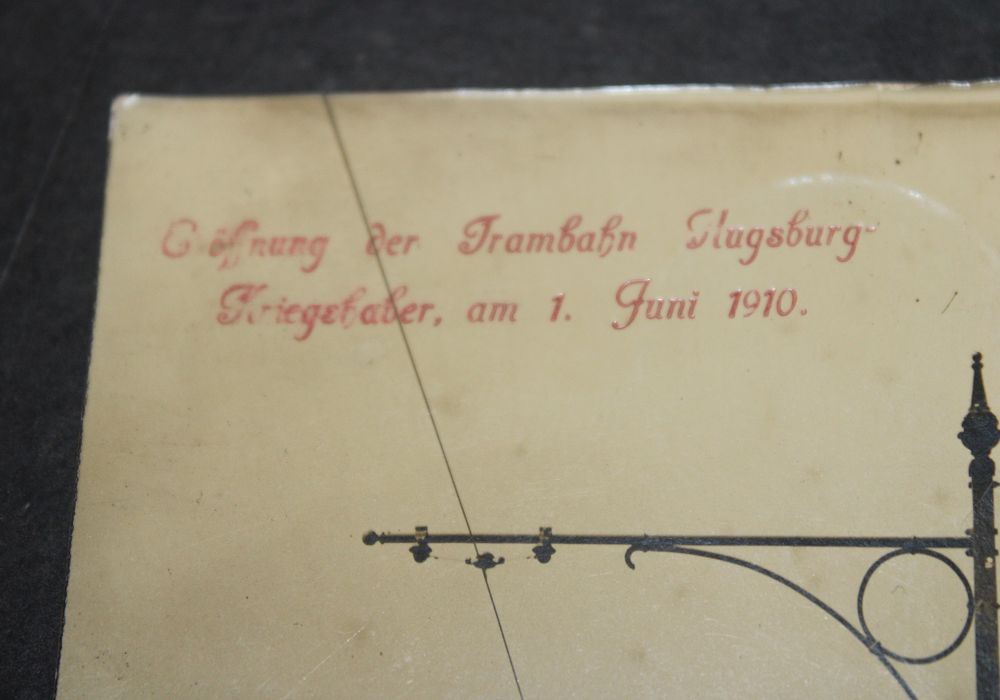 Eröffnung der Trambahn Augsburg-
Kriegshaber, am 1. Juni 1910.